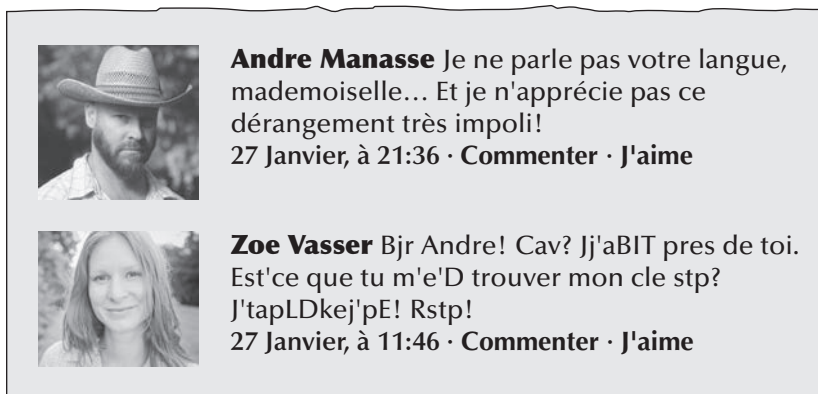 Andre Manasse Je ne parle pas votre langue,
mademoiselle… Et je n'apprécie pas ce
dérangement très impoli!
27 Janvier, à 21:36 · Commenter · J'aime
Zoe Vasser Bjr Andre! Cav? Jj'aBIT pres de toi.
Est'ce que tu m'e'D trouver mon cle stp?
J'tapLDkej'pE! Rstp!
27 Janvier, à 11:46 · Commenter · J'aime